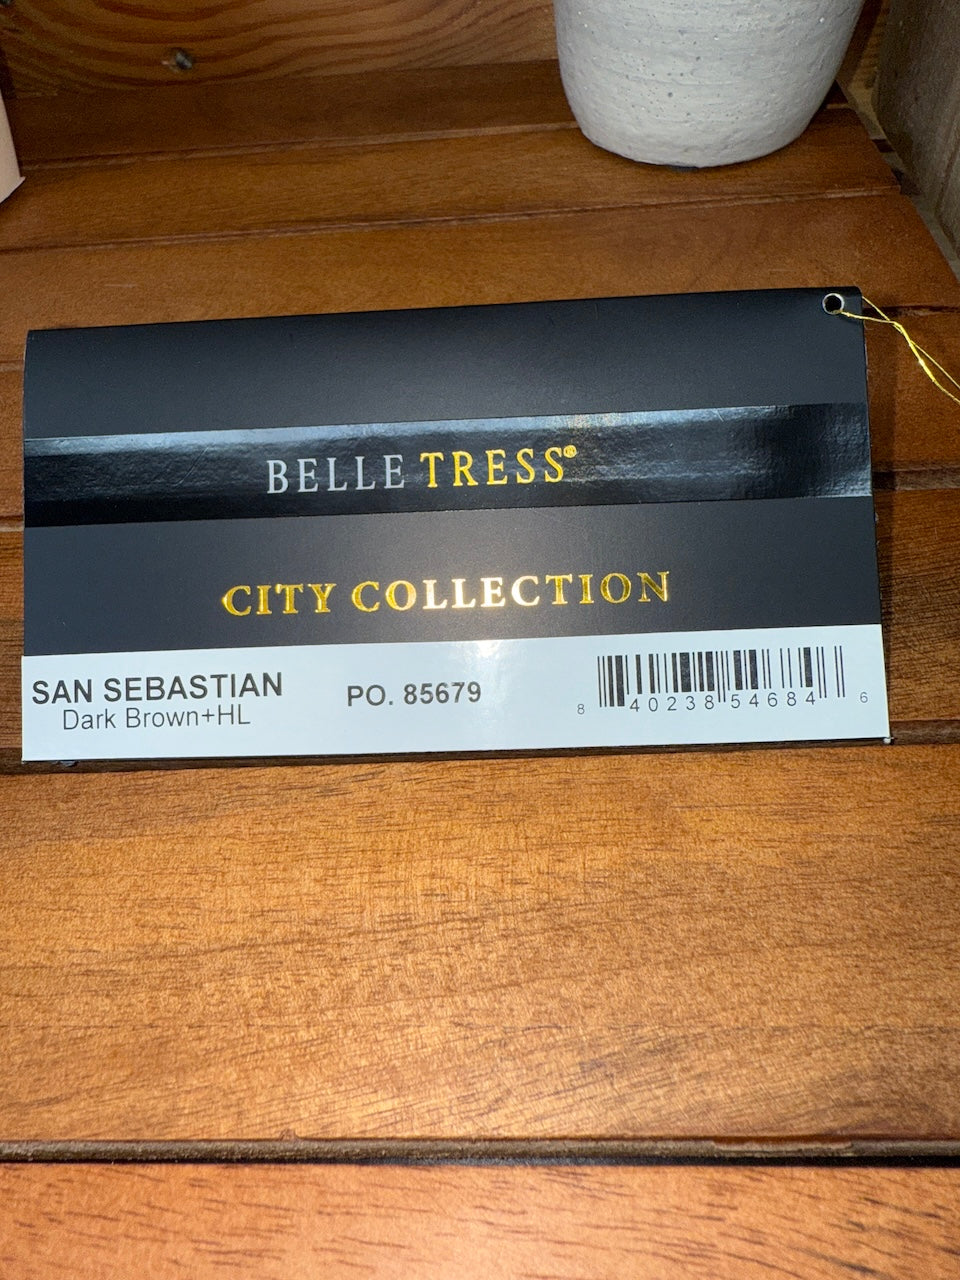 BELLE TRESS®
CITY COLLECTION
SAN SEBASTIAN
Dark Brown+HL
PO. 85679
8 40238 54684 6